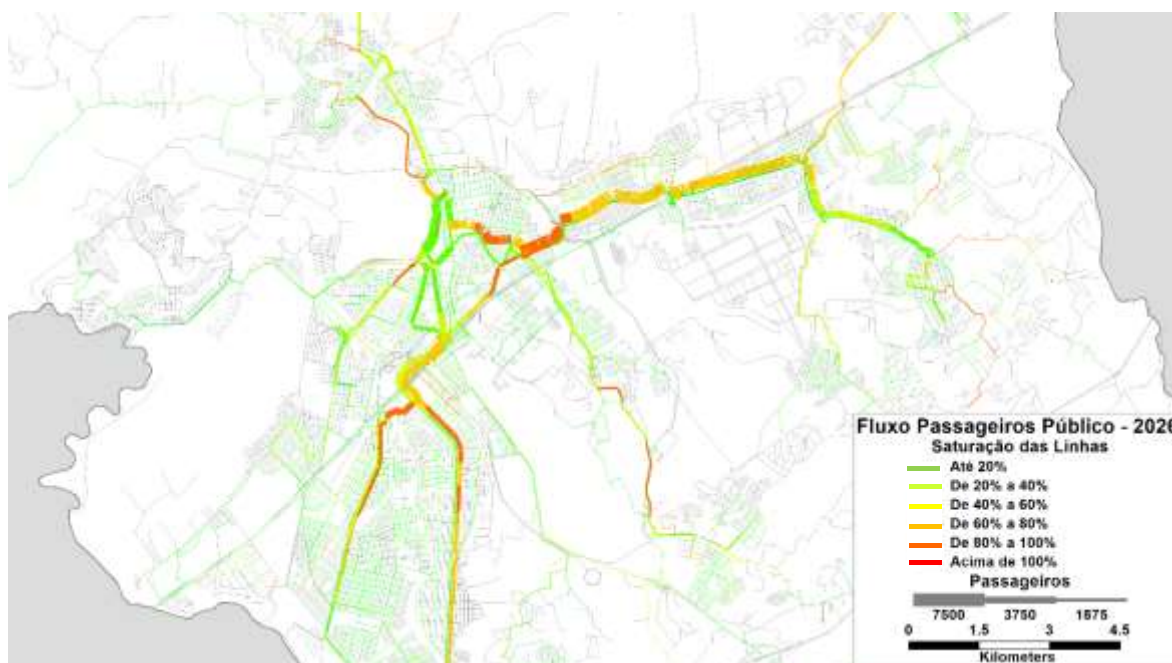 Fluxo Passageiros Público - 2026
Saturação das Linhas
Até 20%
De 20% a 40%
De 40% a 60%
De 60% a 80%
De 80% a 100%
Acima de 100%
Passageiros
7500 3750 1875
0 1.5 3 4.5
Kilometers